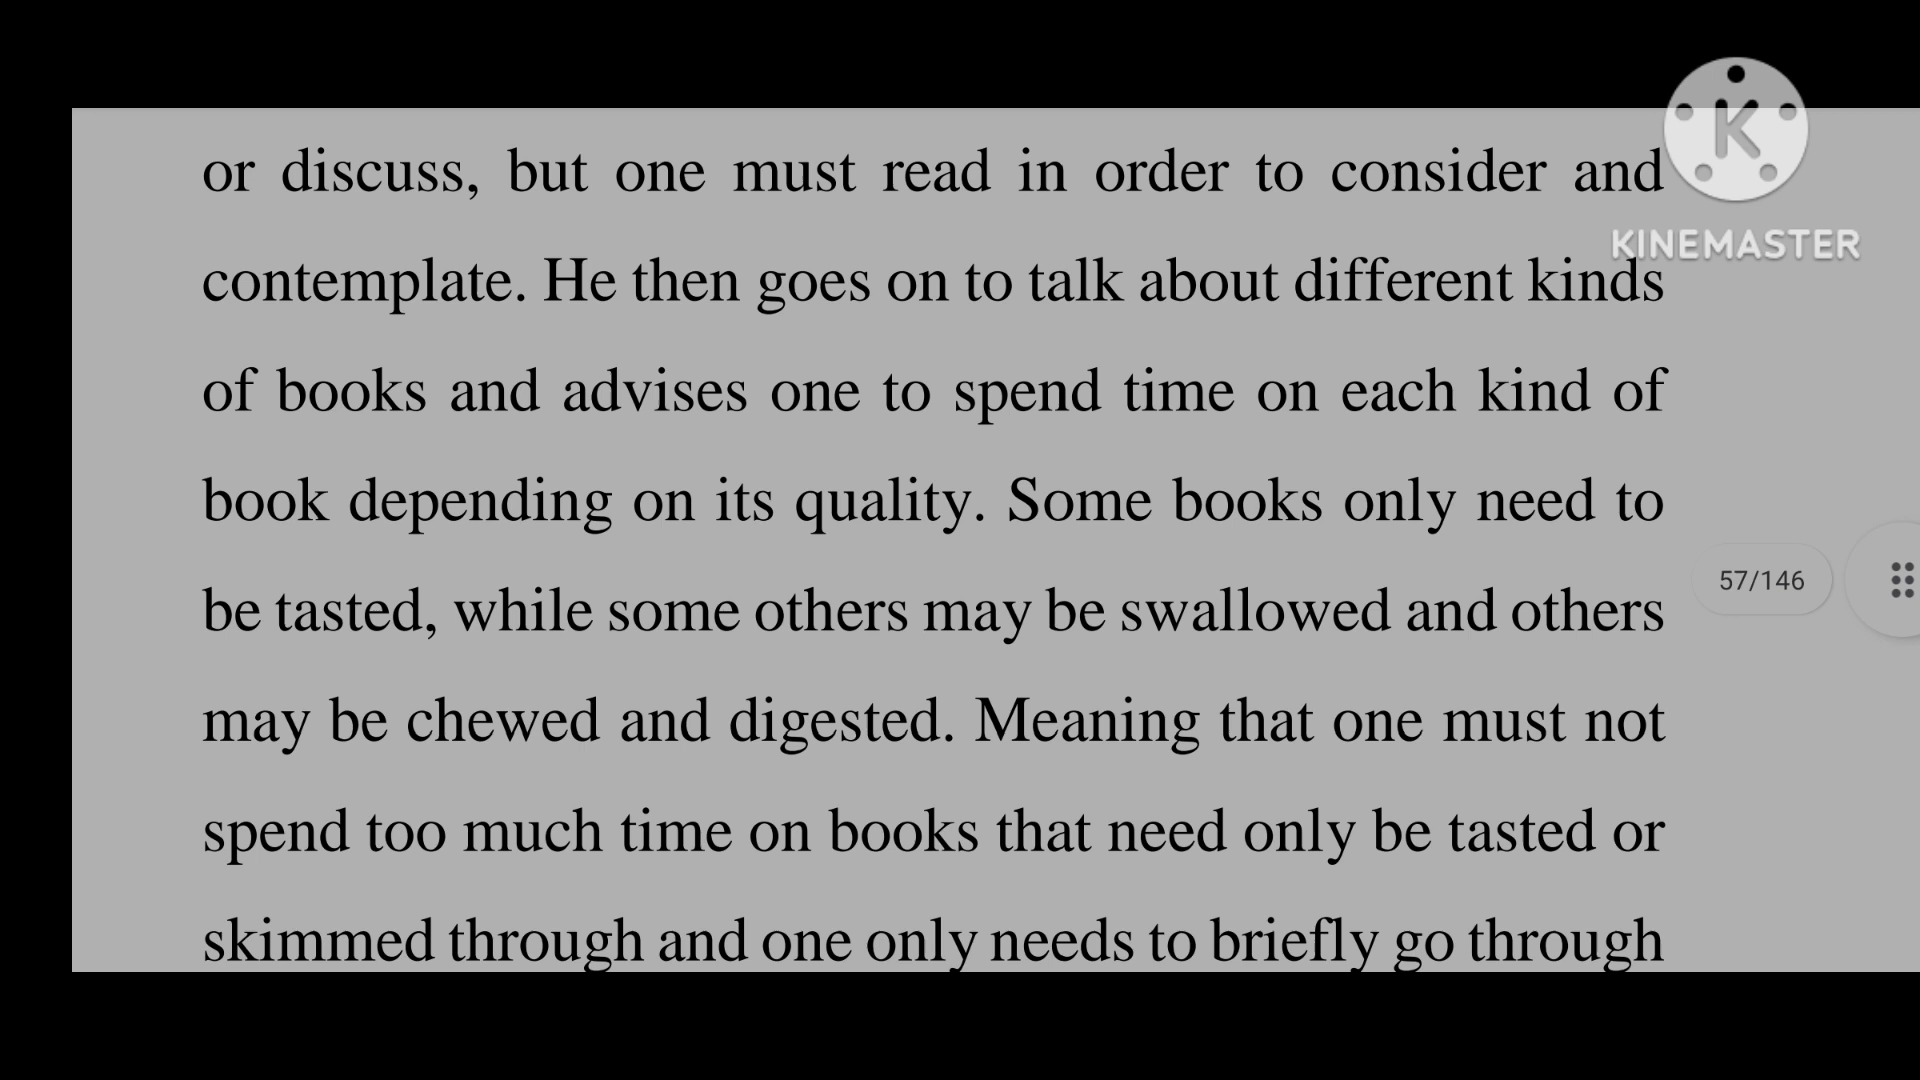 or discuss, but one must read in order to consider and
contemplate. He then goes on to talk about different kinds
of books and advises one to spend time on each kind of
book depending on its quality. Some books only need to
be tasted, while some others may be swallowed and others
may be chewed and digested. Meaning that one must not
spend too much time on books that need only be tasted or
skimmed through and one only needs to briefly go through
K
KINEMASTER
57/146